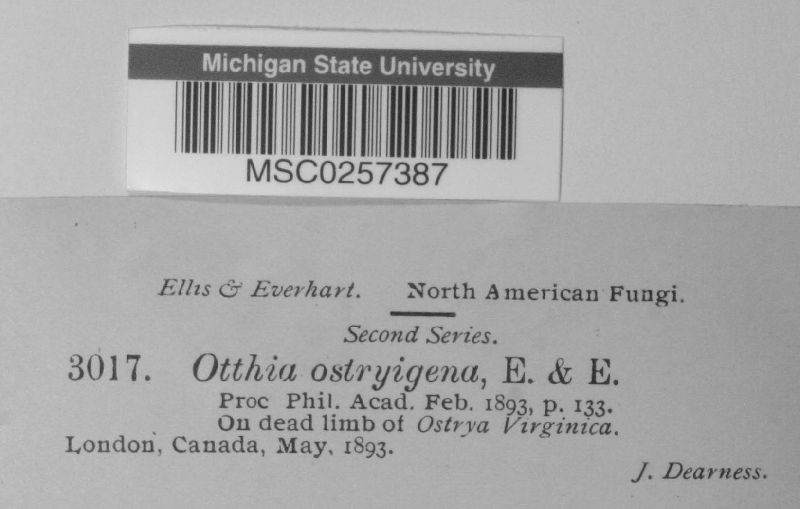 Michigan State University
MSC0257387
Ellis & Everhart. North American Fungi.
Second Series.
3017. Otthia ostryigena, E. & E.
Proc Phil. Acad. Feb. 1893, p. 133.
On dead limb of Ostrya Virginica.
London, Canada, May, 1893.
J. Dearness.